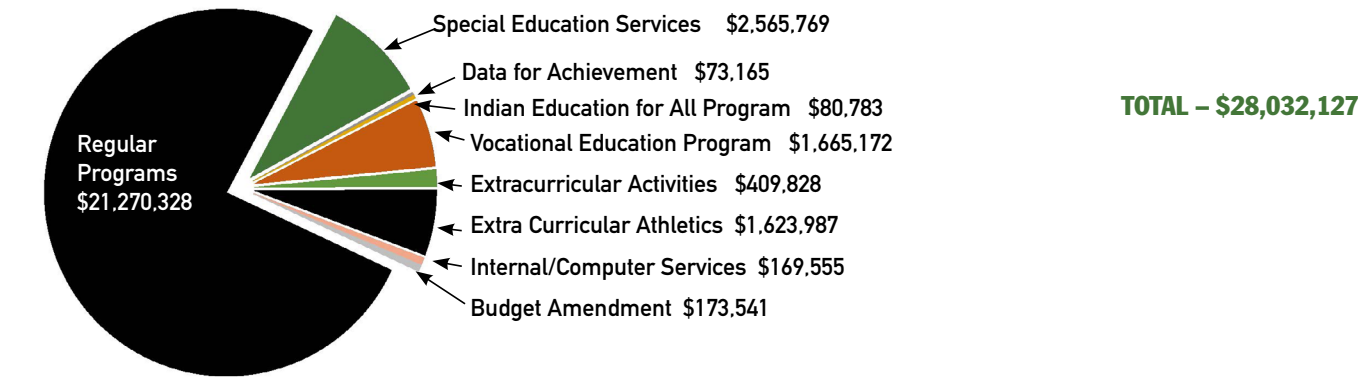 Special Education Services $2,565,769
Data for Achievement $73,165
Indian Education for All Program $80,783
TOTAL – $28,032,127
Vocational Education Program $1,665,172
Regular
Programs
$21,270,328
Extracurricular Activities $409,828
Extra Curricular Athletics $1,623,987
Internal/Computer Services $169,555
Budget Amendment $173,541